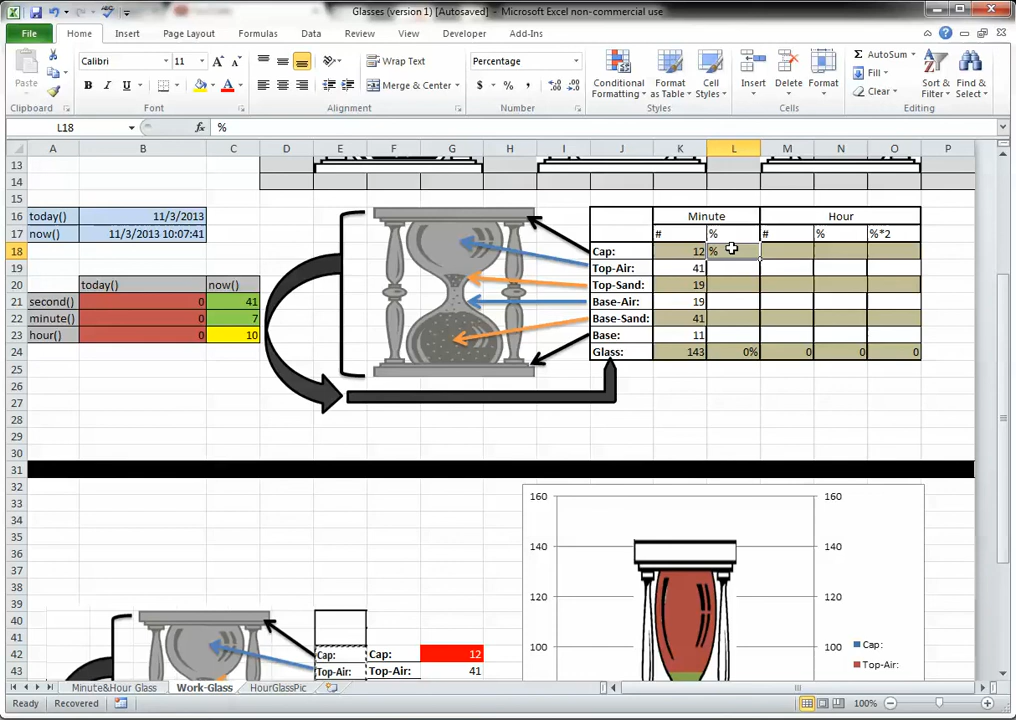 Glasses (version 1) [Autosaved] - Microsoft Excel non-commercial use
File Home Insert Page Layout Formulas Data Review View Developer Add-Ins
Calibri 11 Wrap Text Percentage AutoSum
Paste Merge & Center Conditional Formatting Format as Table Cell Styles Insert Delete Format Fill Clear Sort & Filter Find & Select
Clipboard Font Alignment Number Styles Cells Editing
L18 fx %
A B C D E F G H I J K L M N O P
13
14
15
16 today() 11/3/2013 Minute Hour
17 now() 11/3/2013 10:07:41 # % # % %*2
18 Cap: 12 %
19 Top-Air: 41
20 today() now() Top-Sand: 19
21 second() 0 41 Base-Air: 19
22 minute() 0 7 Base-Sand: 41
23 hour() 0 10 Base: 11
24 Glass: 143 0% 0 0 0
25
26
27
28
29
30
31
32
33 160 160
34
35
36 140 140
37
38
39 120 120
40
41
42 Cap: Cap: 12 100 100 Cap:
43 Top-Air: Top-Air: 41 Top-Air:
Minute&Hour Glass Work-Glass HourGlassPic
Ready Recovered 100%